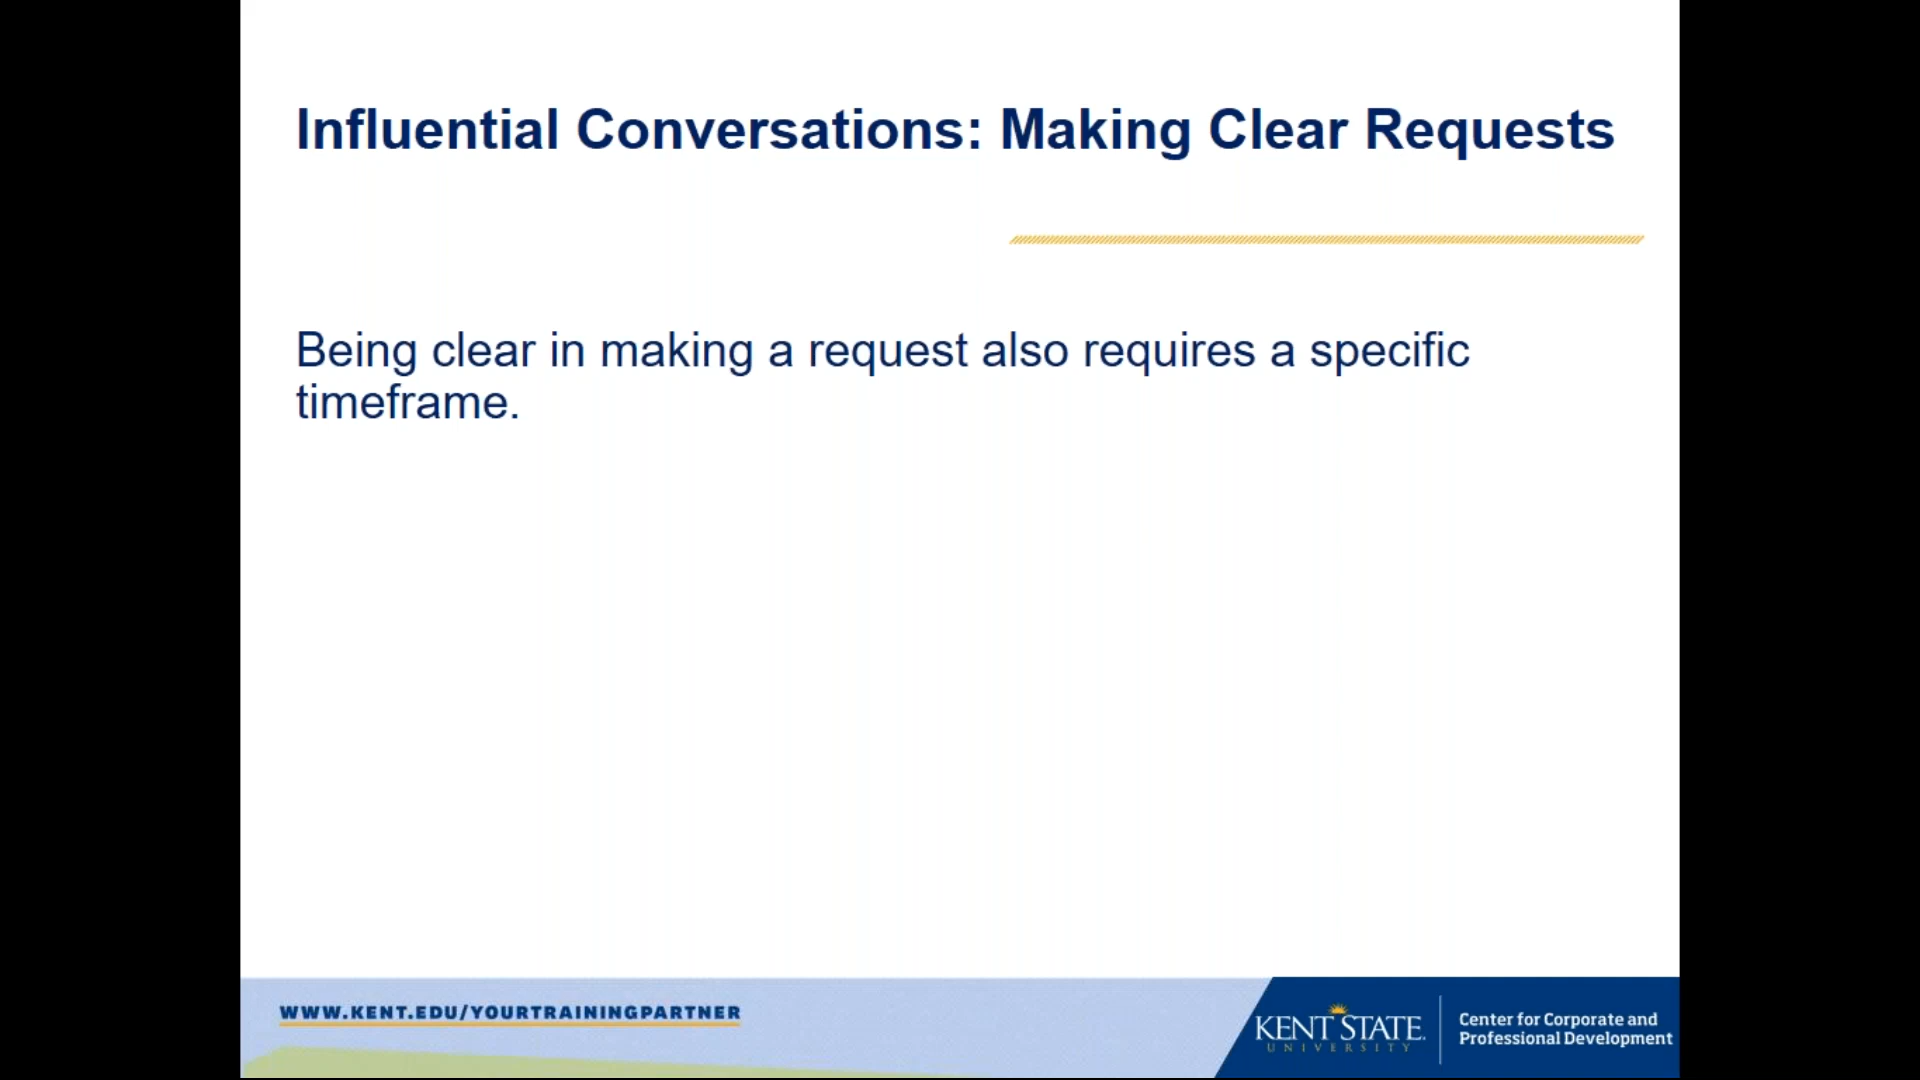 Influential Conversations: Making Clear Requests
Being clear in making a request also requires a specific
timeframe.
WWW.KENT.EDU/YOURTRAININGPARTNER
KENT STATE
UNIVERSITY
Center for Corporate and
Professional Development